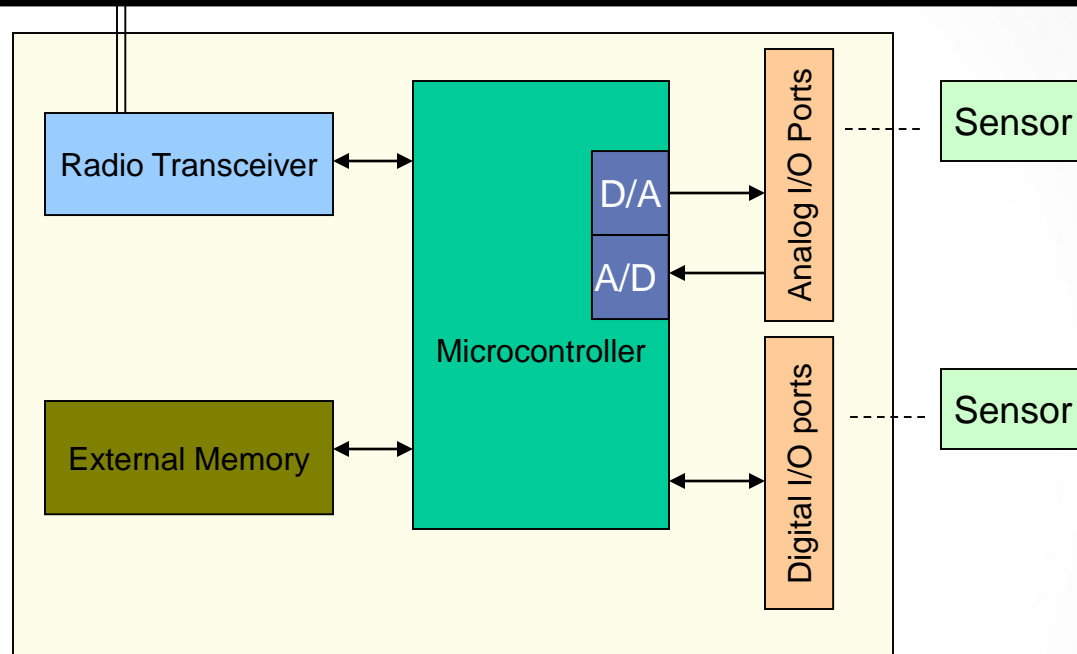 Radio Transceiver
External Memory
Microcontroller
D/A
A/D
Analog I/O Ports
Digital I/O ports
Sensor
Sensor